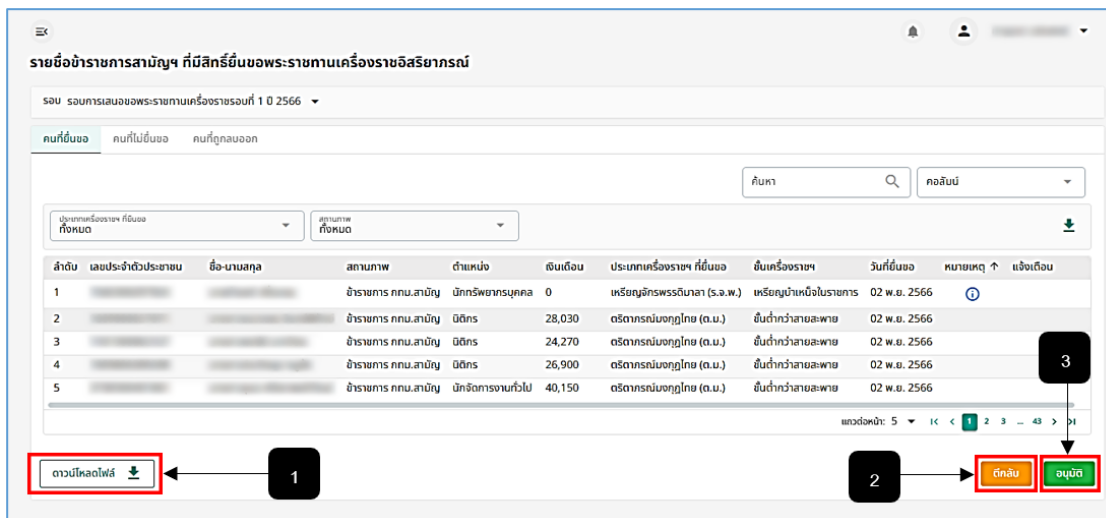 รายชื่อข้าราชการสามัญฯ ที่มีสิทธิ์ยื่นขอพระราชทานเครื่องราชอิสริยาภรณ์
รอบ รอบการเสนอขอพระราชทานเครื่องราชรอบที่ 1 ปี 2566
คนที่ยื่นขอ คนที่ไม่ยื่นขอ คนที่ถูกลบออก
ค้นหา คอลัมน์
ประเภทเครื่องราชฯ ที่ยื่นขอ สถานภาพ
ทั้งหมด ทั้งหมด
ลำดับ เลขประจำตัวประชาชน ชื่อ-นามสกุล สถานภาพ ตำแหน่ง เงินเดือน ประเภทเครื่องราชฯ ที่ยื่นขอ ชั้นเครื่องราชฯ วันที่ยื่นขอ หมายเหตุ แจ้งเตือน
1 ข้าราชการ กทม.สามัญ นักทรัพยากรบุคคล 0 เหรียญจักรพรรดิมาลา (ร.จ.พ.) เหรียญบำเหน็จในราชการ 02 พ.ย. 2566
2 ข้าราชการ กทม.สามัญ นิติกร 28,030 ตริตาภรณ์มงกุฎไทย (ต.ม.) ชั้นต่ำกว่าสายสะพาย 02 พ.ย. 2566
3 ข้าราชการ กทม.สามัญ นิติกร 24,270 ตริตาภรณ์มงกุฎไทย (ต.ม.) ชั้นต่ำกว่าสายสะพาย 02 พ.ย. 2566
4 ข้าราชการ กทม.สามัญ นิติกร 26,900 ตริตาภรณ์มงกุฎไทย (ต.ม.) ชั้นต่ำกว่าสายสะพาย 02 พ.ย. 2566
5 ข้าราชการ กทม.สามัญ นักจัดการงานทั่วไป 40,150 ตริตาภรณ์มงกุฎไทย (ต.ม.) ชั้นต่ำกว่าสายสะพาย 02 พ.ย. 2566
3
แถวต่อหน้า: 5 1 2 3 ... 43
ดาวน์โหลดไฟล์ 1 2 ตีกลับ อนุมัติ